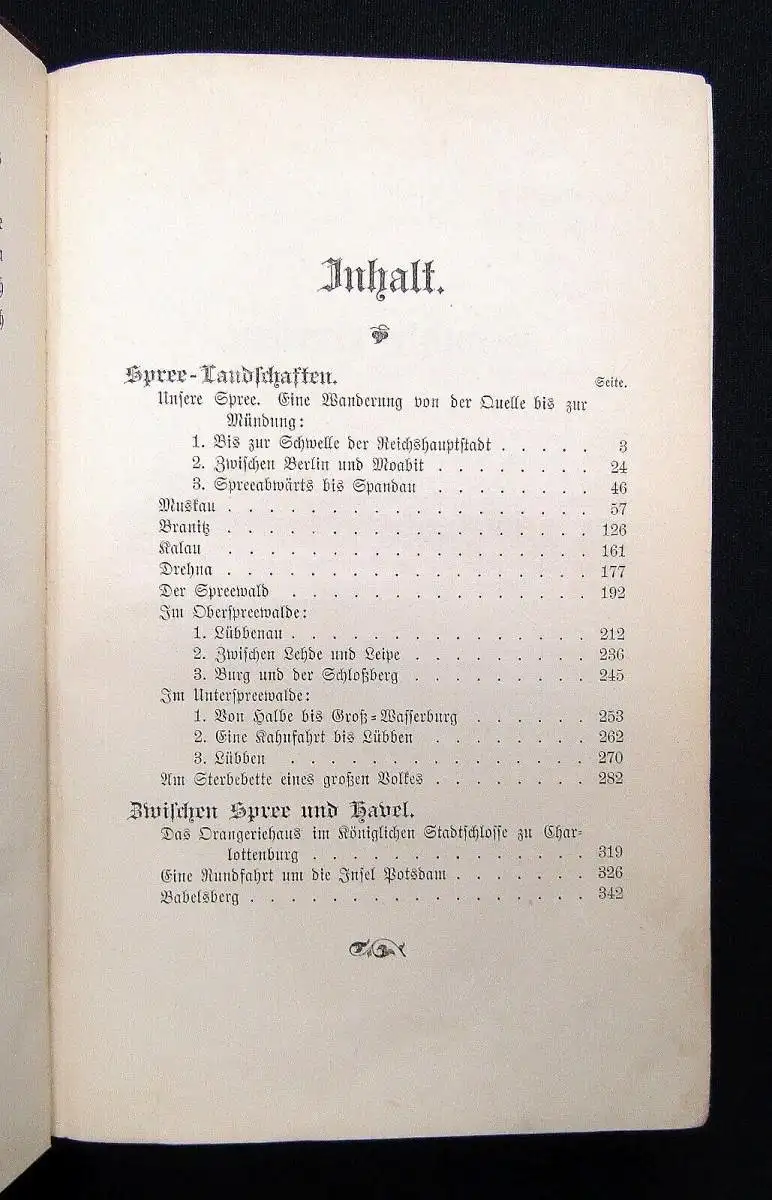 Inhalt.
Spree-Landschaften.
Seite.
Unsere Spree. Eine Wanderung von der Quelle bis zur
Mündung:
1. Bis zur Schwelle der Reichshauptstadt . . . . . 3
2. Zwischen Berlin und Moabit . . . . . . . . 24
3. Spreeabwärts bis Spandau . . . . . . . . 46
Muskau . . . . . . . . . . . . . . . . . 57
Branitz . . . . . . . . . . . . . . . . . 126
Kalau . . . . . . . . . . . . . . . . . 161
Drehna . . . . . . . . . . . . . . . . . 177
Der Spreewald . . . . . . . . . . . . . . 192
Im Oberspreewalde:
1. Lübbenau . . . . . . . . . . . . . . 212
2. Zwischen Lehde und Leipe . . . . . . . . . 236
3. Burg und der Schloßberg . . . . . . . . . 245
Im Unterspreewalde:
1. Von Halbe bis Groß-Wasserburg . . . . . . 253
2. Eine Kahnfahrt bis Lübben . . . . . . . . 262
3. Lübben . . . . . . . . . . . . . . 270
Am Sterbebette eines großen Volkes . . . . . . . . 282
Zwischen Spree und Havel.
Das Orangeriehaus im Königlichen Stadtschlosse zu Char-
lottenburg . . . . . . . . . . . . . 319
Eine Rundfahrt um die Insel Potsdam . . . . . . . 326
Babelsberg . . . . . . . . . . . . . . . . 342